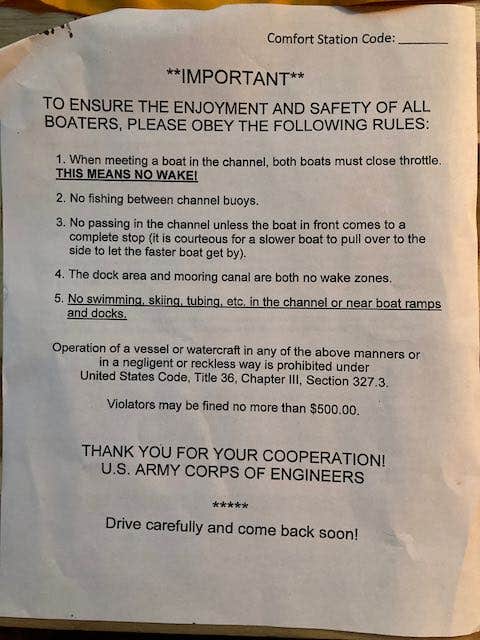 Comfort Station Code: ________
**IMPORTANT**
TO ENSURE THE ENJOYMENT AND SAFETY OF ALL
BOATERS, PLEASE OBEY THE FOLLOWING RULES:
1. When meeting a boat in the channel, both boats must close throttle.
THIS MEANS NO WAKE!
2. No fishing between channel buoys.
3. No passing in the channel unless the boat in front comes to a
complete stop (it is courteous for a slower boat to pull over to the
side to let the faster boat get by).
4. The dock area and mooring canal are both no wake zones.
5. No swimming, skiing, tubing, etc. in the channel or near boat ramps
and docks.
Operation of a vessel or watercraft in any of the above manners or
in a negligent or reckless way is prohibited under
United States Code, Title 36, Chapter III, Section 327.3.
Violators may be fined no more than $500.00.
THANK YOU FOR YOUR COOPERATION!
U.S. ARMY CORPS OF ENGINEERS
*****
Drive carefully and come back soon!